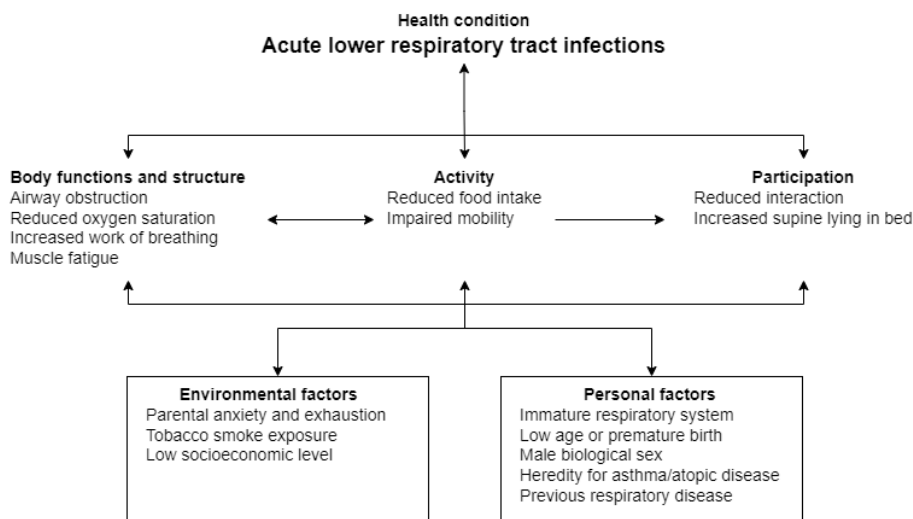 Health condition
Acute lower respiratory tract infections
Body functions and structure
Airway obstruction
Reduced oxygen saturation
Increased work of breathing
Muscle fatigue
Activity
Reduced food intake
Impaired mobility
Participation
Reduced interaction
Increased supine lying in bed
Environmental factors
Parental anxiety and exhaustion
Tobacco smoke exposure
Low socioeconomic level
Personal factors
Immature respiratory system
Low age or premature birth
Male biological sex
Heredity for asthma/atopic disease
Previous respiratory disease